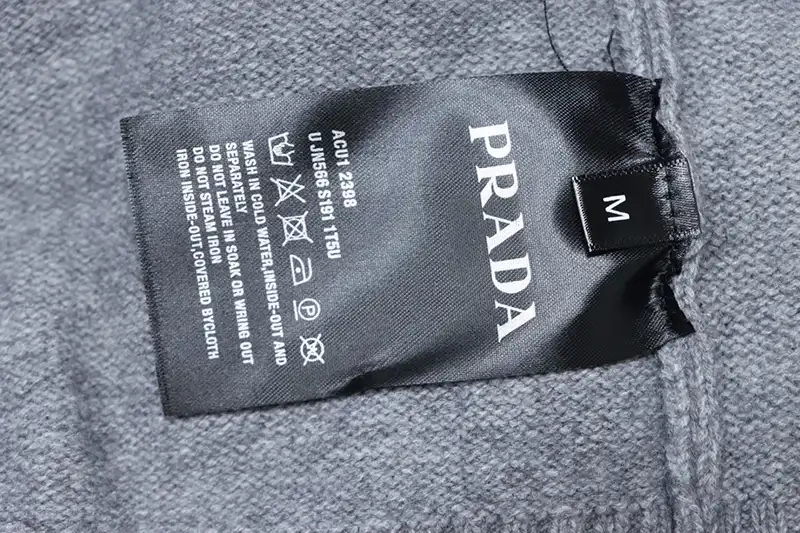 M
PRADA
ACU1 2398
UJN566 S191 1T5U
P
WASH IN COLD WATER,INSIDE-OUT AND
SEPARATELY
DO NOT LEAVE IN SOAK OR WRING OUT
DO NOT STEAM IRON
IRON INSIDE-OUT,COVERED BYCLOTH